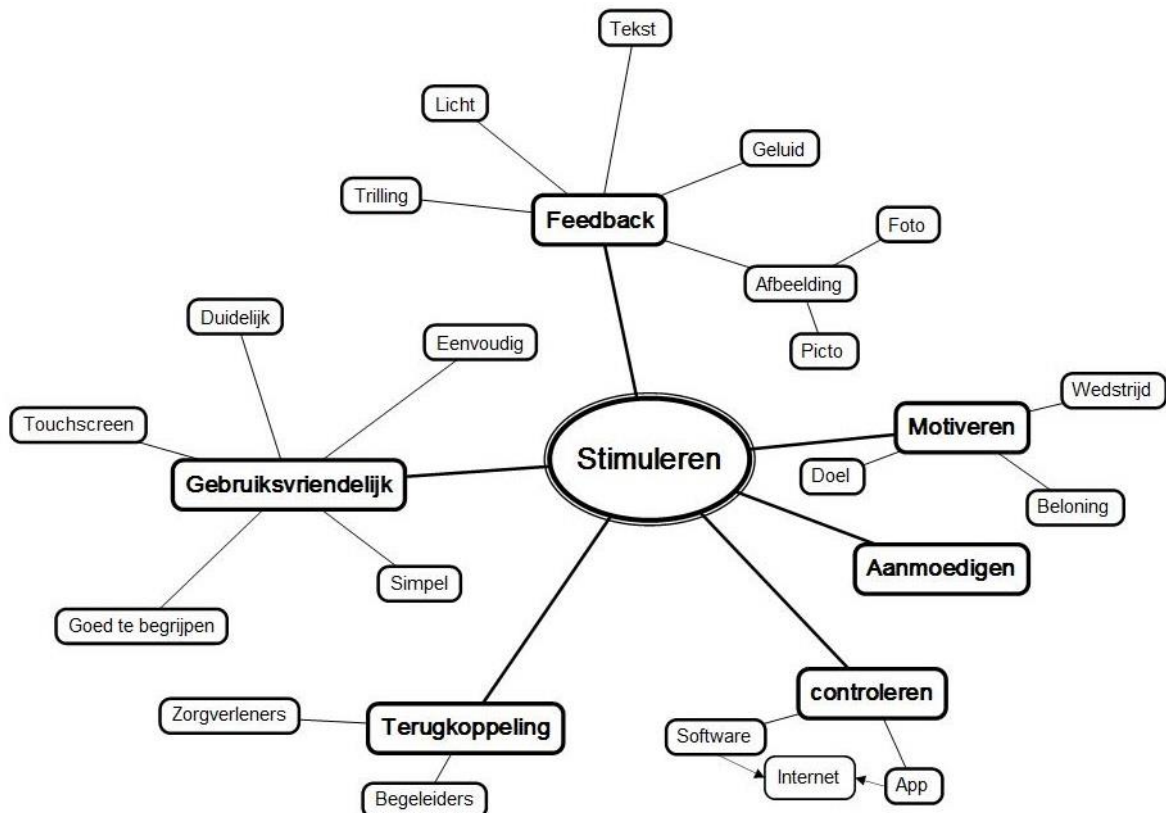 Tekst
Licht
Geluid
Trilling
Feedback
Foto
Afbeelding
Duidelijk
Eenvoudig
Picto
Wedstrijd
Touchscreen
Motiveren
Stimuleren
Doel
Gebruiksvriendelijk
Beloning
Aanmoedigen
Simpel
Goed te begrijpen
controleren
Zorgverleners
Terugkoppeling
Software
Internet
App
Begeleiders